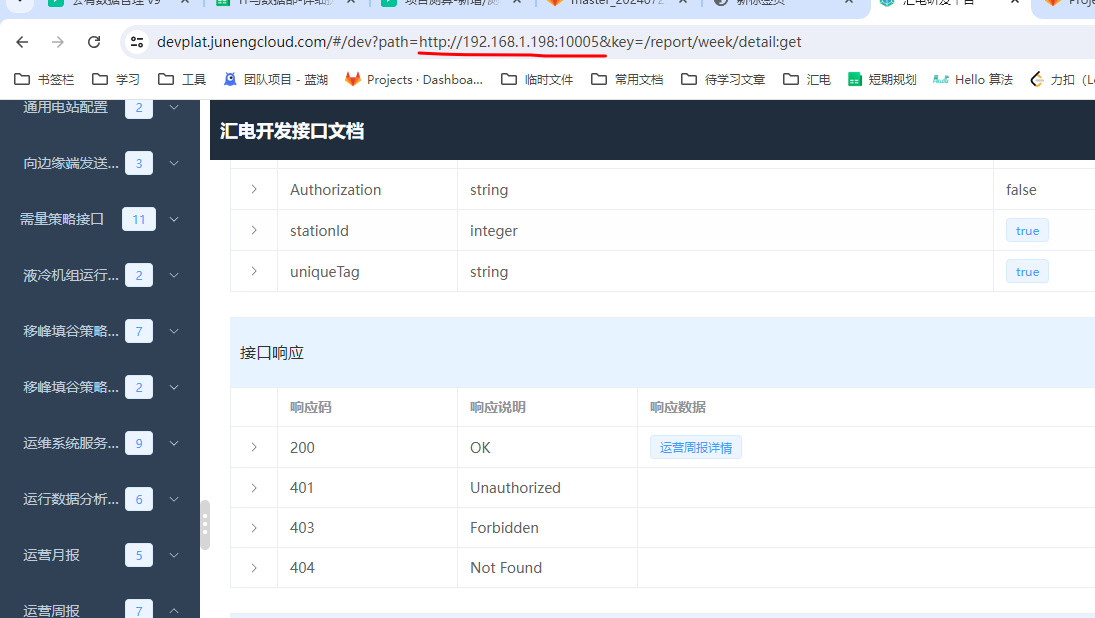 公有数据管理 v9
项目测算-新增/
master_2024072
新标签页
汇电研发平台
devplat.junengcloud.com/#/dev?path=http://192.168.1.198:10005&key=/report/week/detail:get
书签栏 学习 工具 团队项目 - 蓝湖 Projects · Dashboa... 临时文件 常用文档 待学习文章 汇电 短期规划 Hello 算法 力扣
通用电站配置 2
汇电开发接口文档
向边缘端发送... 3
Authorization string false
需量策略接口 11
stationId integer true
液冷机组运行... 2
uniqueTag string true
移峰填谷策略... 7
接口响应
移峰填谷策略... 2
响应码 响应说明 响应数据
运维系统服务... 9
200 OK 运营周报详情
运行数据分析... 6
401 Unauthorized
403 Forbidden
运营月报 5
404 Not Found
运营周报 7